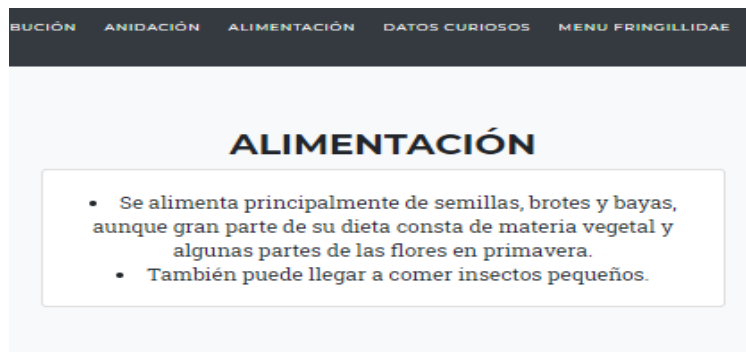 ANIDACIÓN ALIMENTACIÓN DATOS CURIOSOS MENU FRINGILLIDAE
ALIMENTACIÓN
• Se alimenta principalmente de semillas, brotes y bayas,
aunque gran parte de su dieta consta de materia vegetal y
algunas partes de las flores en primavera.
• También puede llegar a comer insectos pequeños.